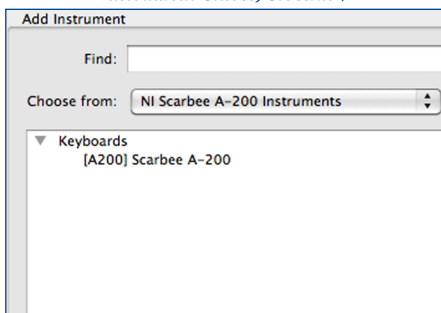 Add Instrument
Find:
Choose from: NI Scarbee A-200 Instruments
Keyboards
[A200] Scarbee A-200